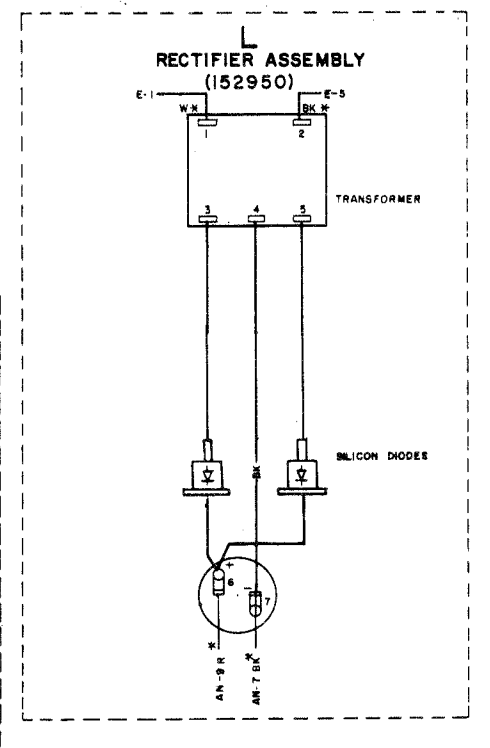 L
RECTIFIER ASSEMBLY
(152950)
E-1
E-5
W*
BK *
1
2
TRANSFORMER
3
4
5
SILICON DIODES
BK
+
6
−
7
*
*
AN-9 R
AN-7 BK